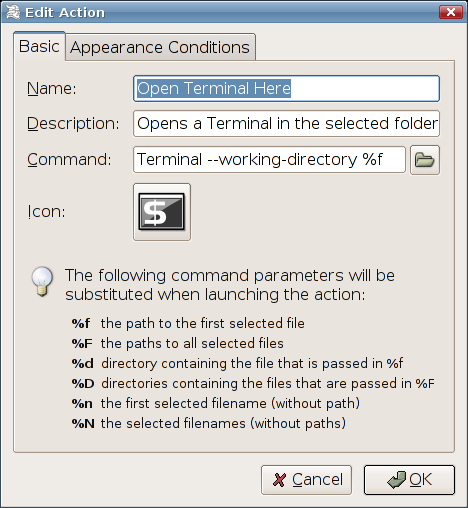 Edit Action
Basic
Appearance Conditions
Name:
Open Terminal Here
Description:
Opens a Terminal in the selected folder
Command:
Terminal --working-directory %f
Icon:
$
The following command parameters will be
substituted when launching the action:
%f the path to the first selected file
%F the paths to all selected files
%d directory containing the file that is passed in %f
%D directories containing the files that are passed in %F
%n the first selected filename (without path)
%N the selected filenames (without paths)
Cancel
OK